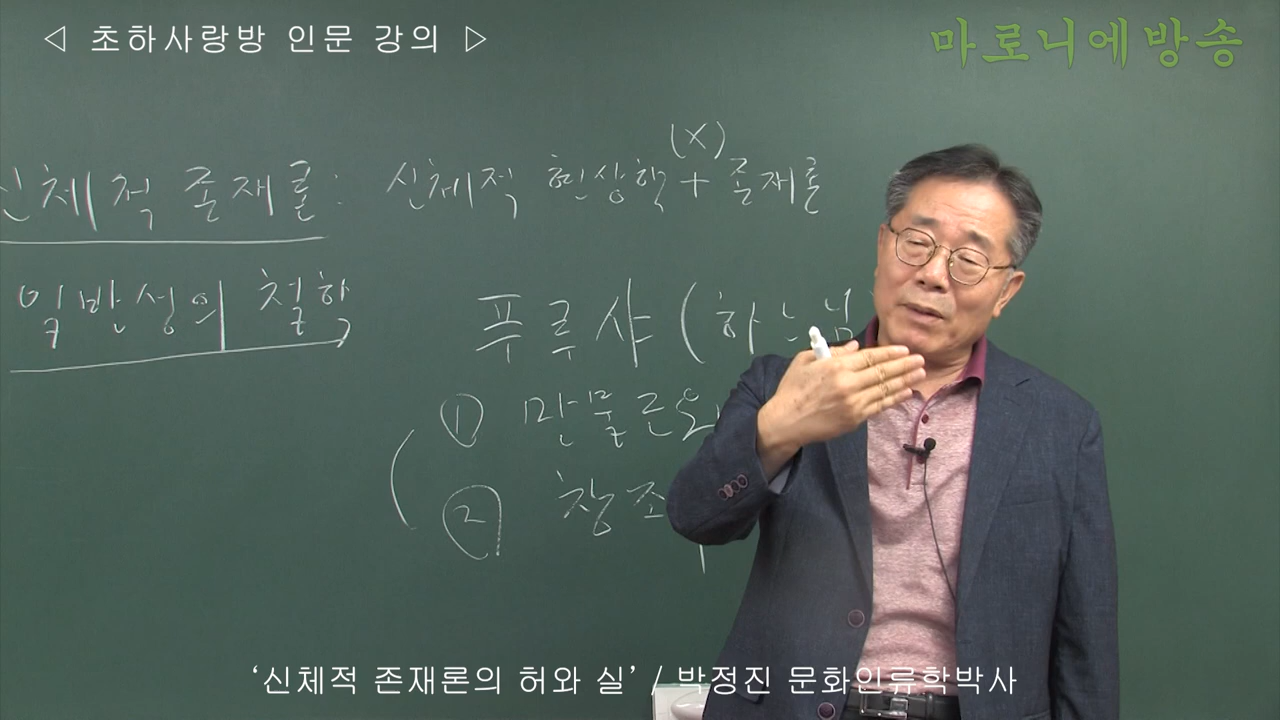 ◁ 초하사랑방 인문 강의 ▷
마로니에방송
(X)
신체적 존재론: 신체적 현상학 + 존재론
일반성의 철학
푸루샤 (하느님
① 만물
② 창조
‘신체적 존재론의 허와 실’ / 박정진 문화인류학박사